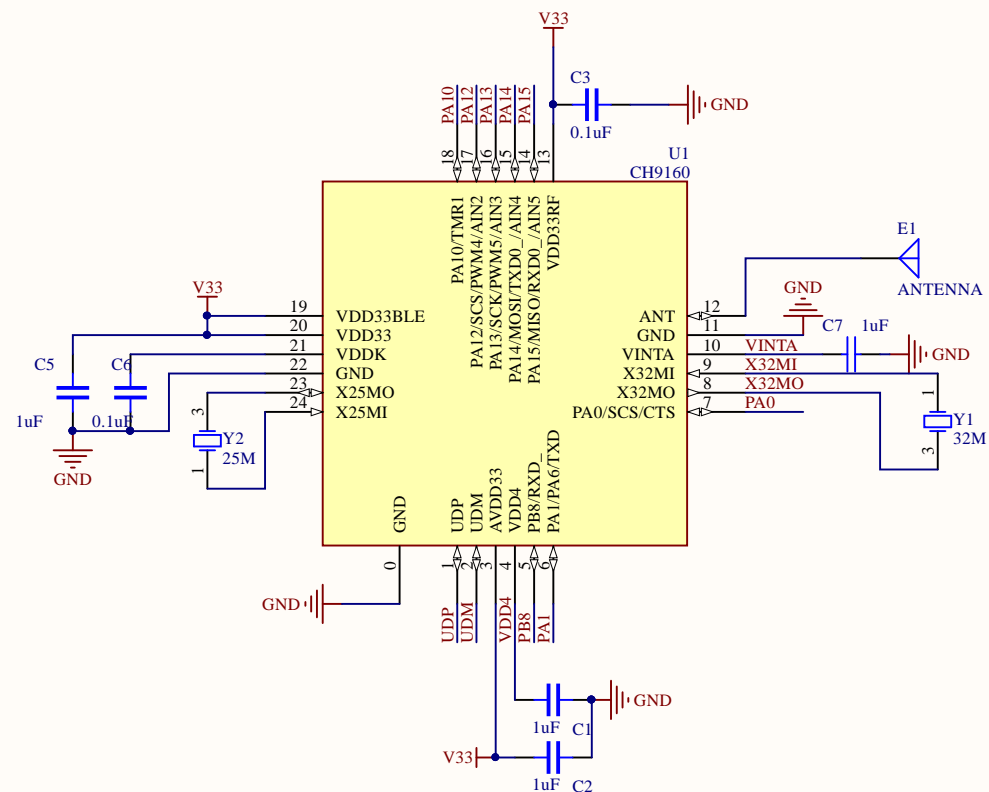 V33
C3
GND
0.1uF
PA10
PA12
PA13
PA14
PA15
18
17
16
15
14
13
U1
CH9160
PA10/TMR1
PA12/SCS/PWM4/AIN2
PA13/SCK/PWM5/AIN3
PA14/MOSI/TXD0_/AIN4
PA15/MISO/RXD0_/AIN5
VDD33RF
E1
ANTENNA
V33
19 VDD33BLE
20 VDD33
21 VDDK
22 GND
23 X25MO
24 X25MI
C5
1uF
C6
0.1uF
GND
3
Y2
25M
1
ANT 12
GND 11
VINTA 10 VINTA
X32MI 9 X32MI
X32MO 8 X32MO
PA0/SCS/CTS 7 PA0
GND
C7
1uF
GND
1
Y1
32M
3
GND
UDP
UDM
AVDD33
VDD4
PB8/RXD_
PA1/PA6/TXD
0
1
2
3
4
5
6
GND
UDP
UDM
VDD4
PB8
PA1
GND
1uF C1
V33
1uF C2